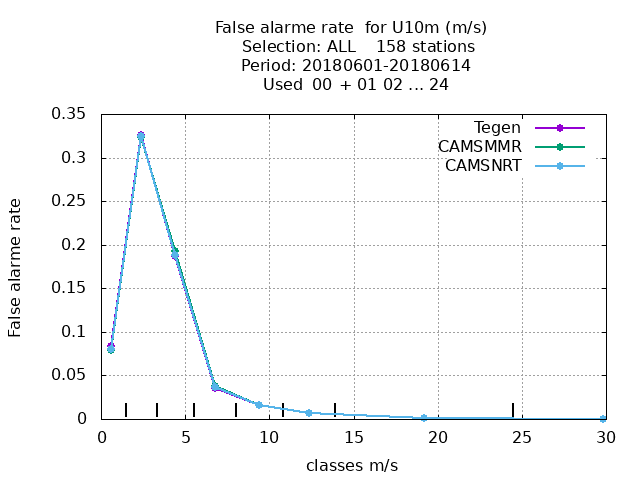 False alarme rate  for U10m (m/s)
Selection: ALL    158 stations
Period: 20180601-20180614
Used  00  + 01 02 ... 24
0.35
0.3
0.25
0.2
0.15
0.1
0.05
0
False alarme rate
Tegen
CAMSMMR
CAMSNRT
0 5 10 15 20 25 30
classes m/s